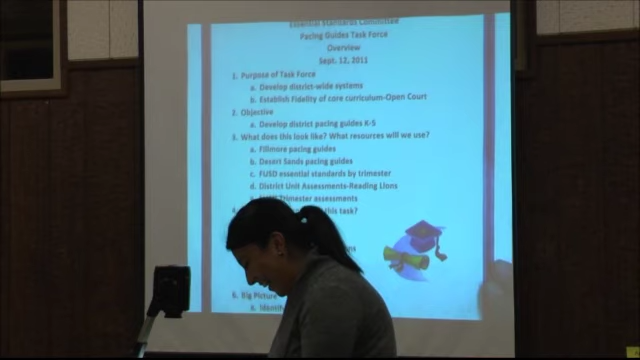 Essential Standards Committee
Pacing Guides Task Force
Overview
Sept. 12, 2011
1. Purpose of Task Force
a. Develop district-wide systems
b. Establish Fidelity of core curriculum-Open Court
2. Objective
a. Develop district pacing guides K-5
3. What does this look like? What resources will we use?
a. Fillmore pacing guides
b. Desert Sands pacing guides
c. FUSD essential standards by trimester
d. District Unit Assessments-Reading Lions
Trimester assessments
this task?
6. Big Picture
a.